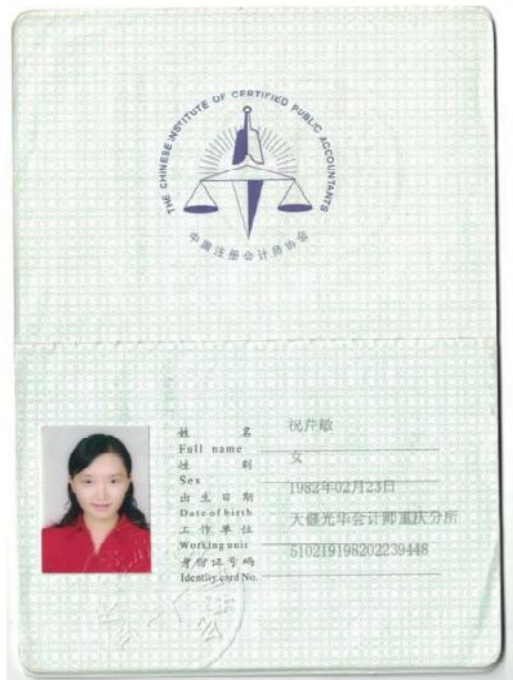 THE CHINESE INSTITUTE OF CERTIFIED PUBLIC ACCOUNTANTS
中国注册会计师协会
姓 名 祝芹敏
Full name
性 别 女
Sex
出 生 日 期 1982年02月23日
Date of birth
工 作 单 位 天健光华会计师重庆分所
Working unit
身 份 证 号 码 510219198202239448
Identity card No.